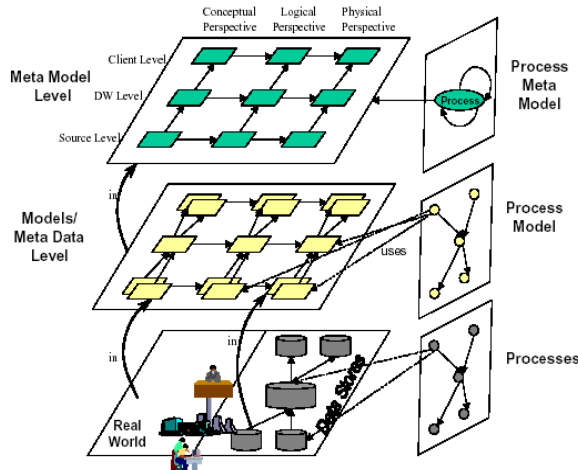 Conceptual Logical Physical
Perspective Perspective Perspective
Client Level
Meta Model
Level
DW Level
Source Level
Process
Process
Meta
Model
in
Models/
Meta Data
Level
uses
Process
Model
in
in
Real
World
Data Stores
Processes